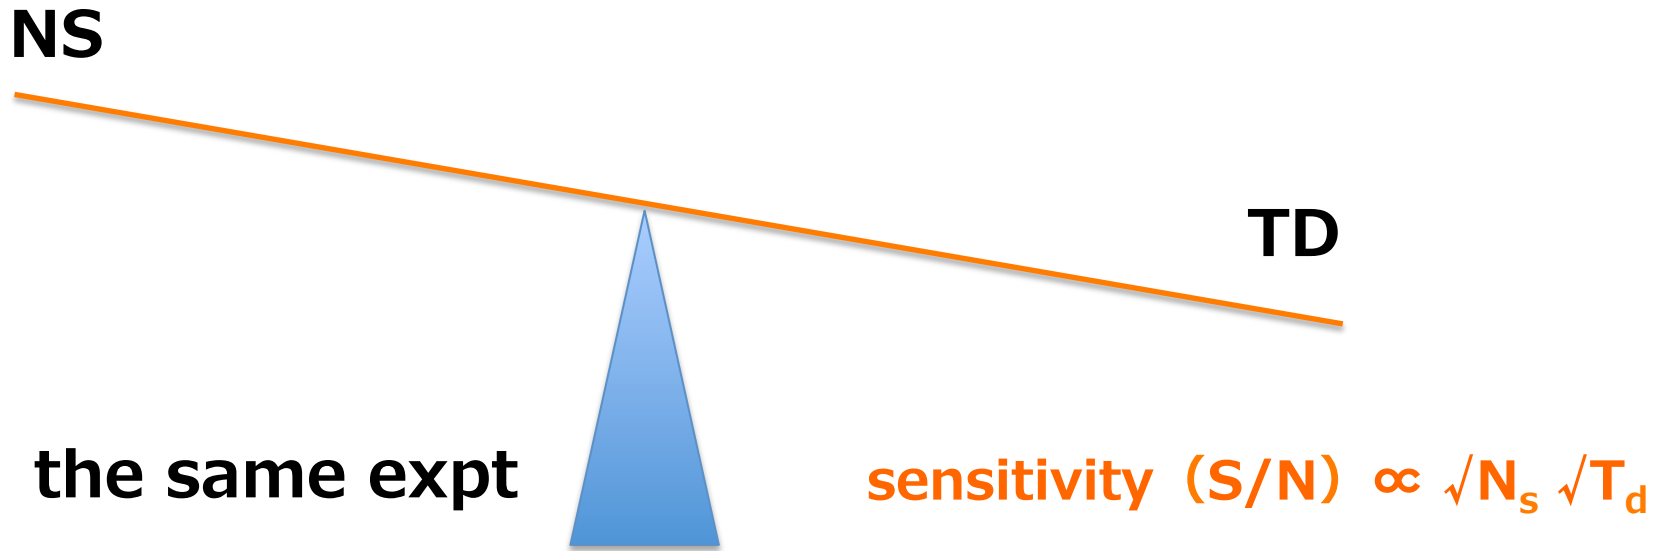 NS
TD
the same expt
sensitivity（S/N）∝ √Ns √Td